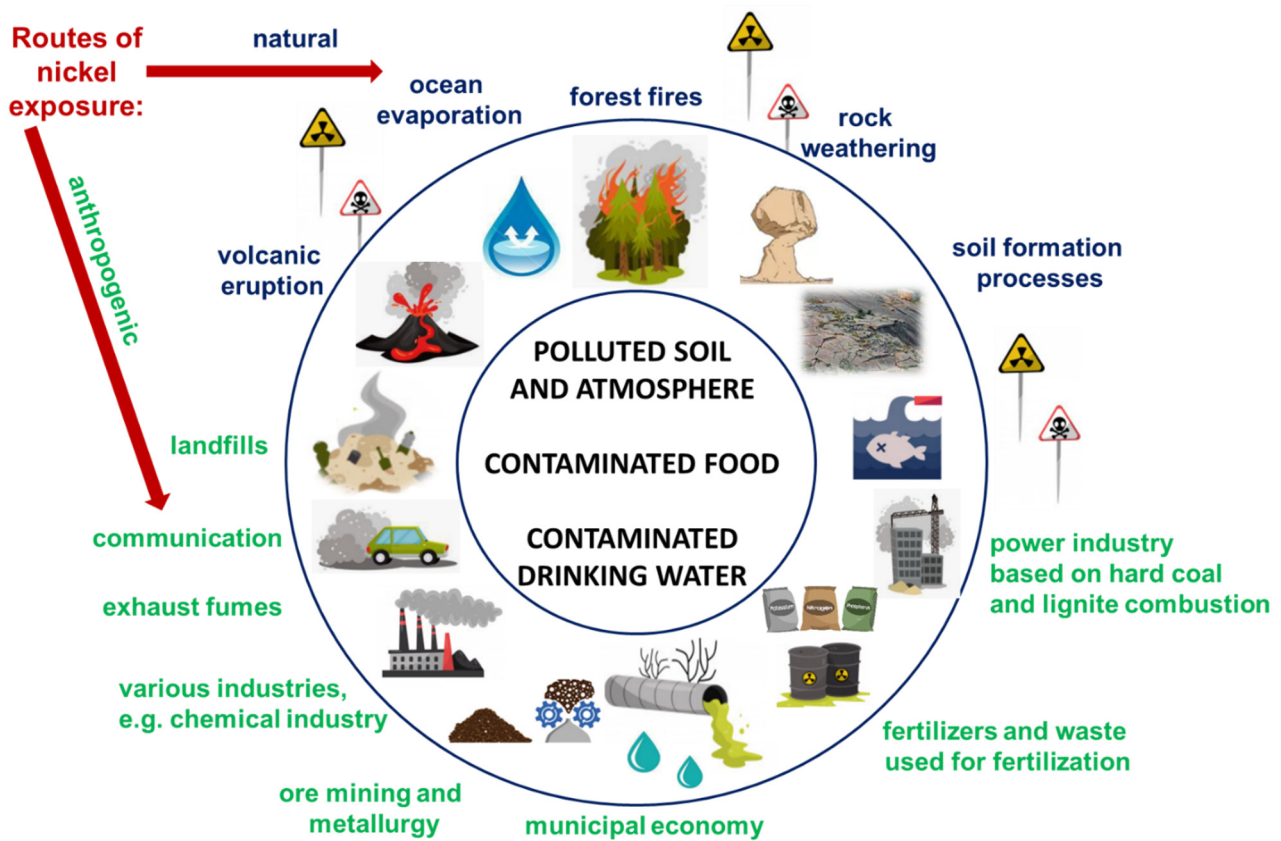 Routes of
nickel
exposure:
natural
anthropogenic
ocean
evaporation
forest fires
rock
weathering
soil formation
processes
volcanic
eruption
POLLUTED SOIL
AND ATMOSPHERE
CONTAMINATED FOOD
CONTAMINATED
DRINKING WATER
landfills
communication
exhaust fumes
various industries,
e.g. chemical industry
ore mining and
metallurgy
municipal economy
fertilizers and waste
used for fertilization
power industry
based on hard coal
and lignite combustion
Potassium
Nitrogen